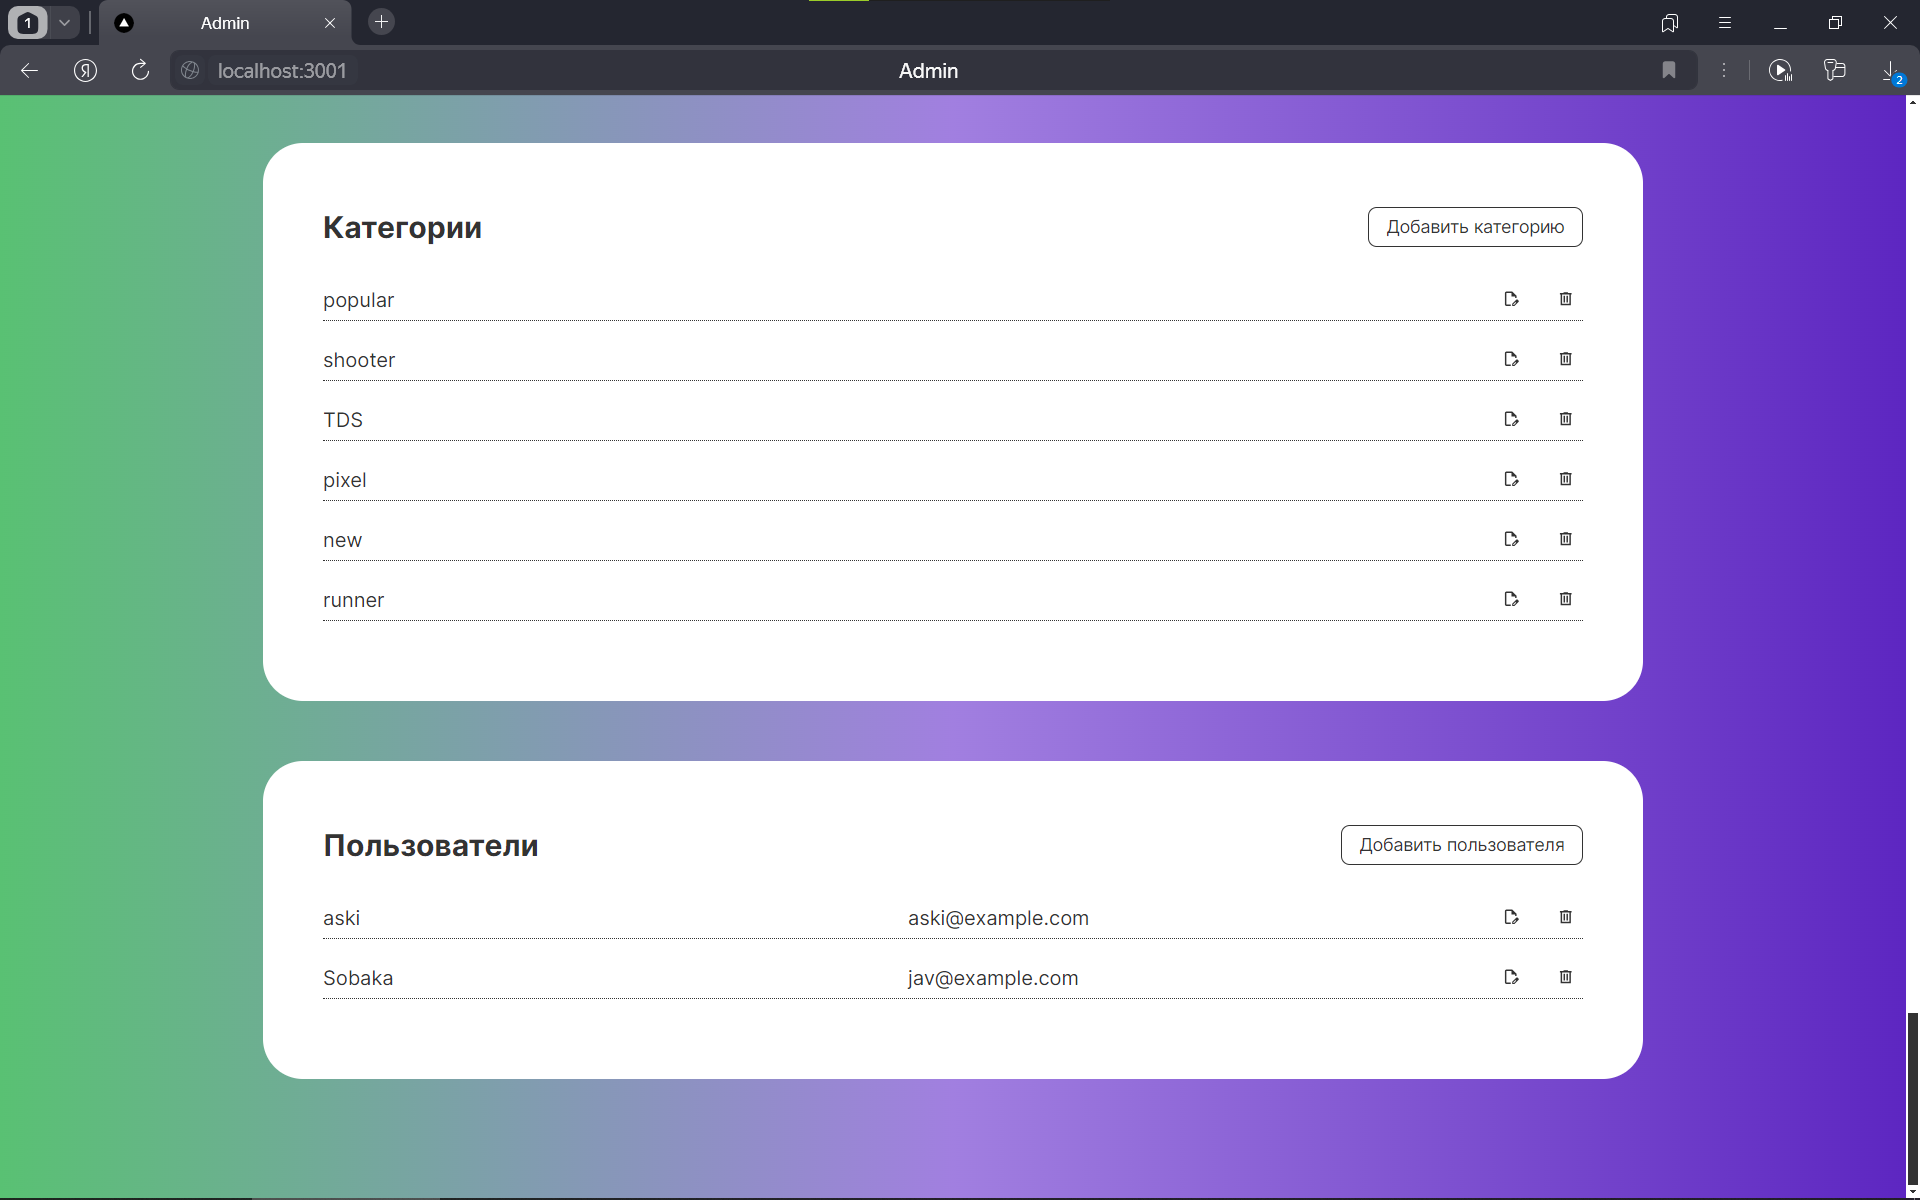 1
Admin
Я
localhost:3001
Admin
2
Категории
Добавить категорию
popular
shooter
TDS
pixel
new
runner
Пользователи
Добавить пользователя
aski aski@example.com
Sobaka jav@example.com